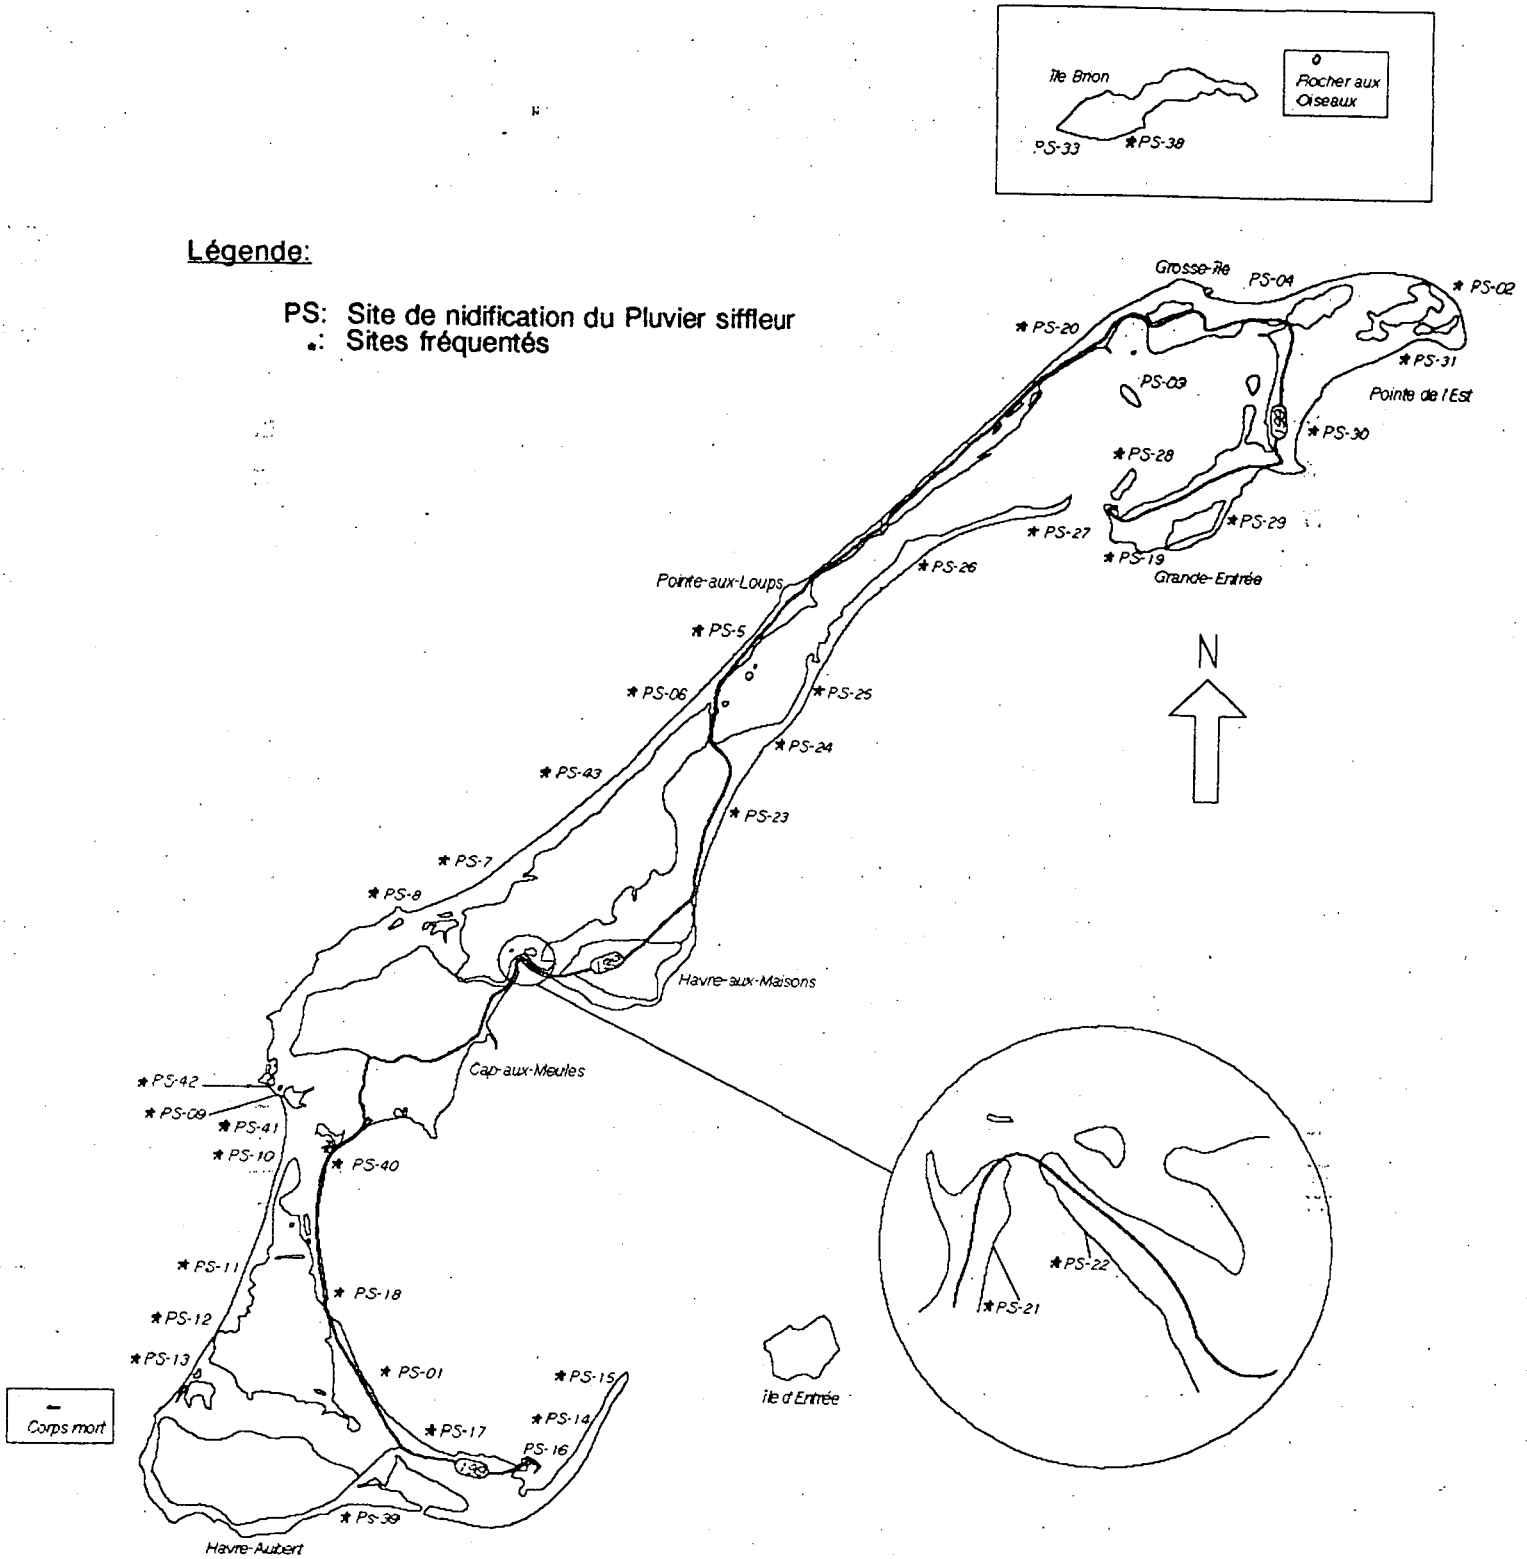 Île Brion
Rocher aux
Oiseaux
PS-33
*PS-38
Légende:
PS: Site de nidification du Pluvier siffleur
*: Sites fréquentés
Grosse-Île
PS-04
* PS-02
*PS-20
*PS-31
PS-03
Pointe de l'Est
*PS-30
*PS-28
*PS-29
*PS-27
*PS-19
*PS-26
Grande-Entrée
Pointe-aux-Loups
* PS-5
N
*PS-06
*PS-25
*PS-24
*PS-43
*PS-23
*PS-7
*PS-8
199
Havre-aux-Maisons
Cap-aux-Meules
*PS-42
*PS-09
*PS-41
*PS-10
* PS-40
*PS-22
*PS-11
* PS-18
*PS-21
*PS-12
*PS-13
* PS-01
*PS-15
île d'Entrée
Corps mort
*PS-14
*PS-17
PS-16
199
*Ps-39
Havre-Aubert